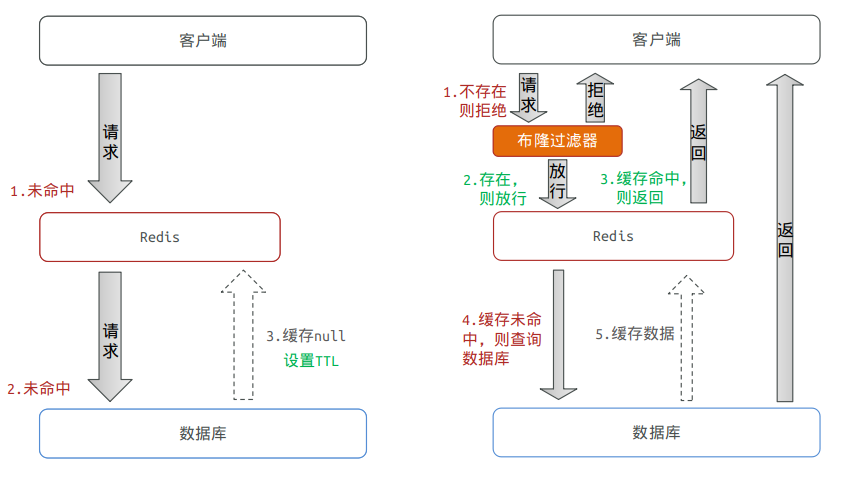 客户端
请
求
1.未命中
Redis
请
求
2.未命中
3.缓存null
设置TTL
数据库
客户端
1.不存在
则拒绝
请
求
拒
绝
布隆过滤器
2.存在,
则放行
放
行
3.缓存命中,
则返回
返
回
Redis
4.缓存未命
中, 则查询
数据库
5.缓存数据
返
回
数据库